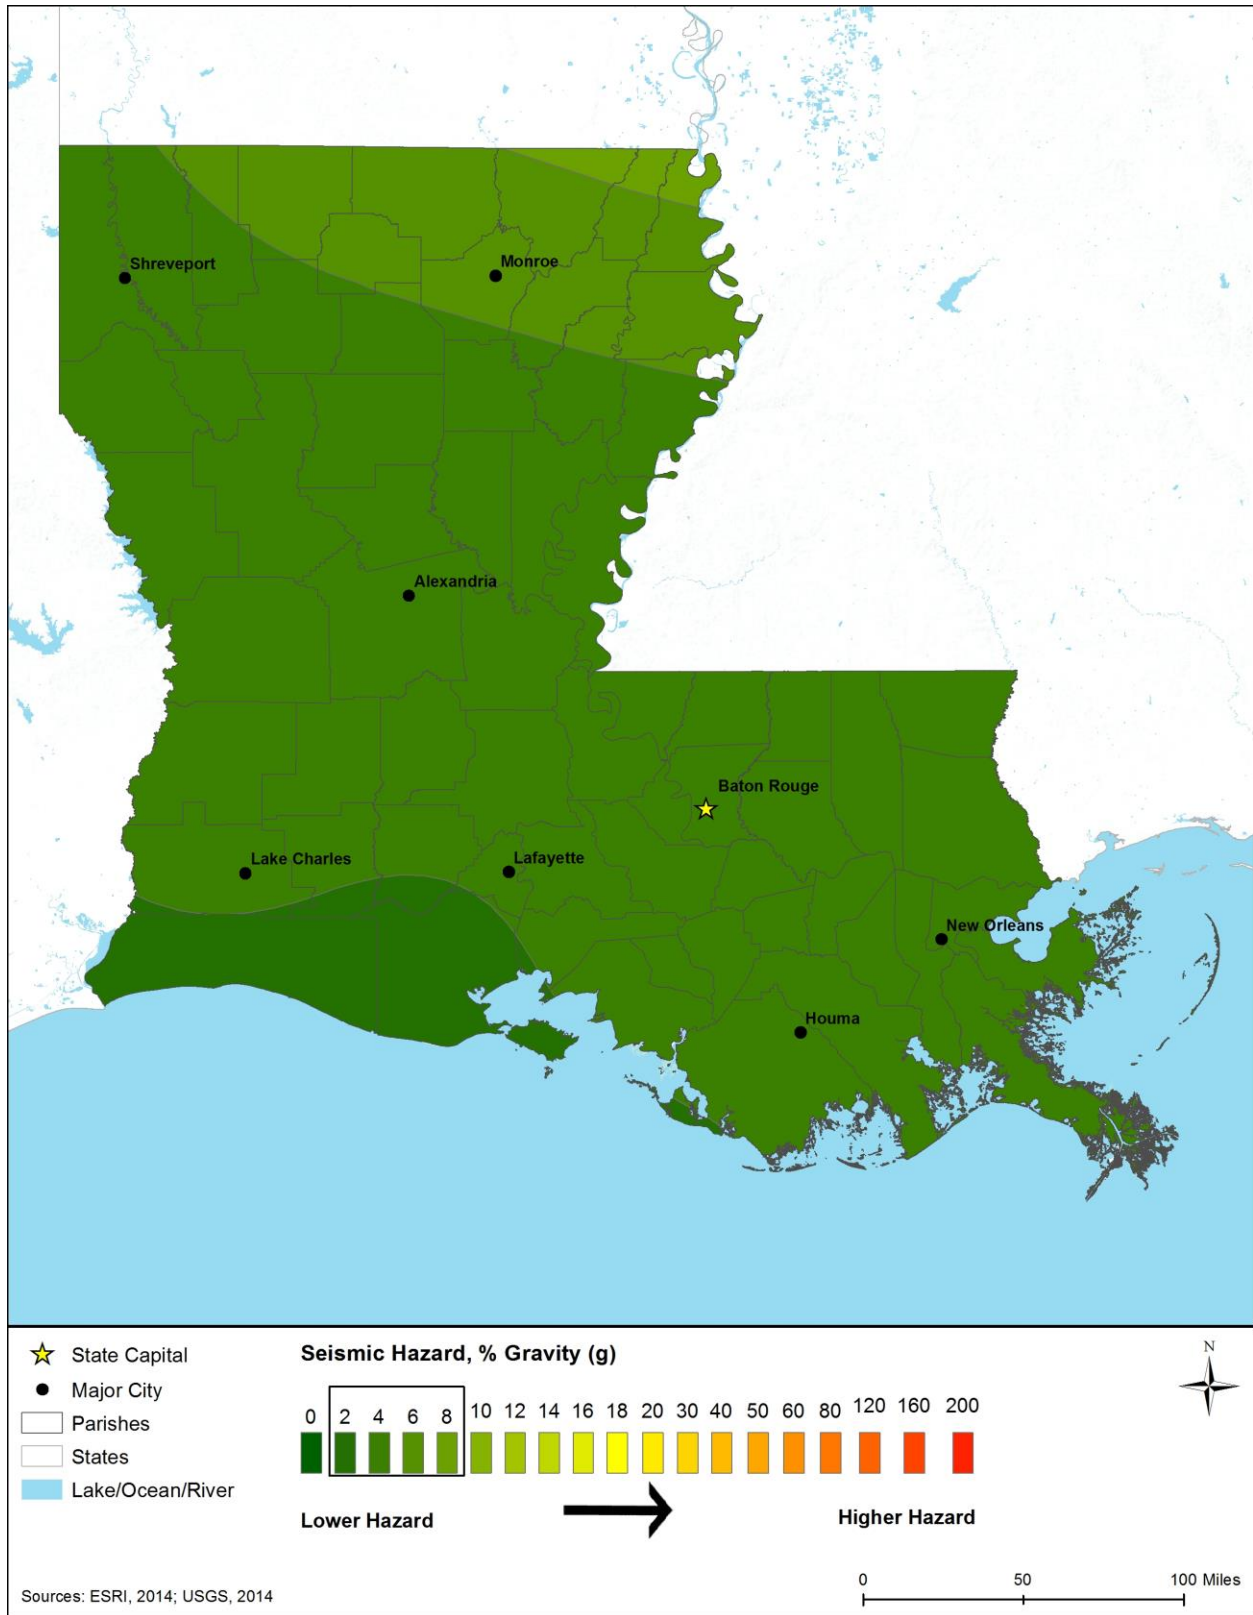 Shreveport
Monroe
Alexandria
Baton Rouge
Lake Charles
Lafayette
New Orleans
Houma
State Capital
Major City
Parishes
States
Lake/Ocean/River
Seismic Hazard, % Gravity (g)
0 2 4 6 8 10 12 14 16 18 20 30 40 50 60 80 120 160 200
Lower Hazard
Higher Hazard
N
Sources: ESRI, 2014; USGS, 2014
0 50 100 Miles